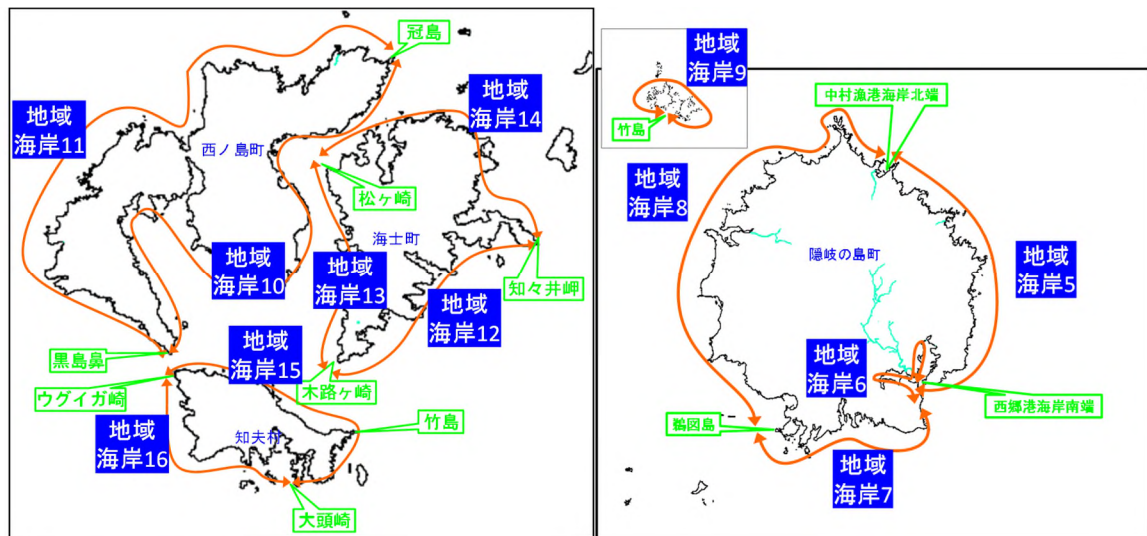 冠島
地域
海岸11
西ノ島町
地域
海岸14
松ヶ崎
海士町
地域
海岸10
地域
海岸13
地域
海岸12
知々井岬
黒島鼻
地域
海岸15
木路ヶ崎
ウグイガ崎
地域
海岸16
知夫村
竹島
大頭崎
地域
海岸9
竹島
中村漁港海岸北端
地域
海岸8
隠岐の島町
地域
海岸5
地域
海岸6
西郷港海岸南端
鵜図島
地域
海岸7